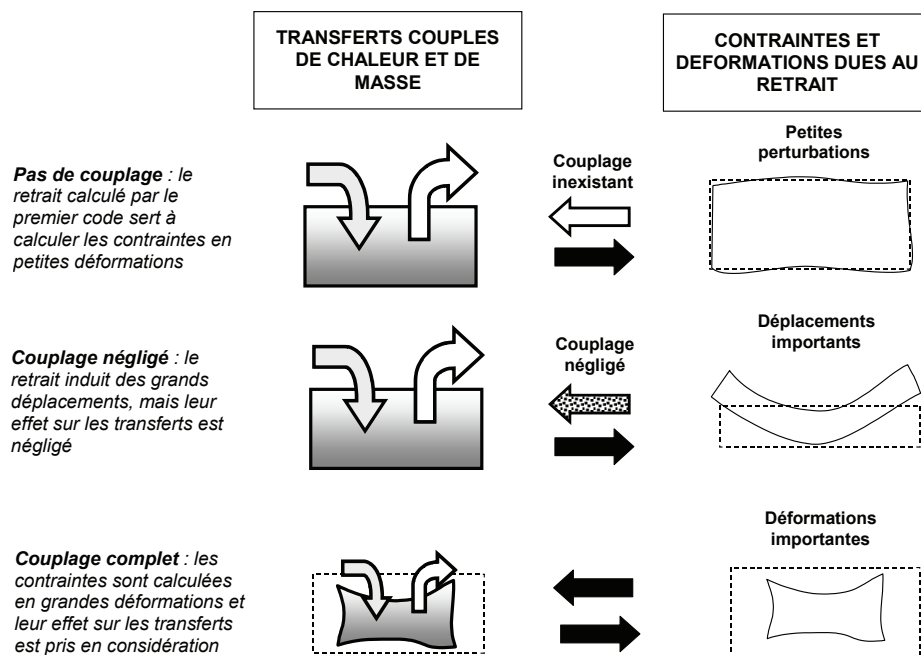 TRANSFERTS COUPLES
DE CHALEUR ET DE
MASSE
CONTRAINTES ET
DEFORMATIONS DUES AU
RETRAIT
Pas de couplage : le
retrait calculé par le
premier code sert à
calculer les contraintes en
petites déformations
Couplage
inexistant
Petites
perturbations
Couplage négligé : le
retrait induit des grands
déplacements, mais leur
effet sur les transferts est
négligé
Couplage
négligé
Déplacements
importants
Couplage complet : les
contraintes sont calculées
en grandes déformations et
leur effet sur les transferts
est pris en considération
Déformations
importantes